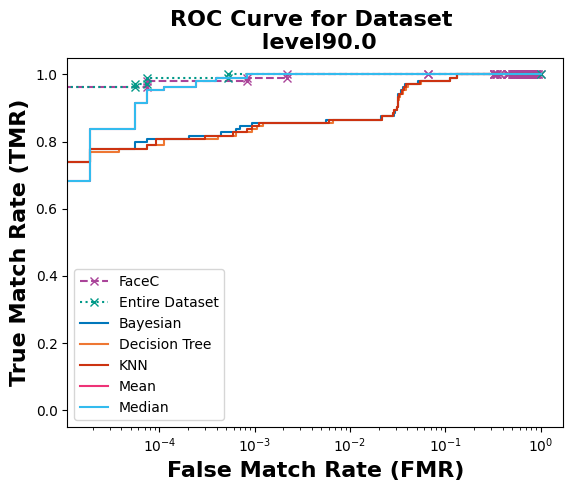 ROC Curve for Dataset
level90.0
True Match Rate (TMR)
1.0
0.8
0.6
0.4
0.2
0.0
FaceC
Entire Dataset
Bayesian
Decision Tree
KNN
Mean
Median
10⁻⁴
10⁻³
10⁻²
10⁻¹
10⁰
False Match Rate (FMR)